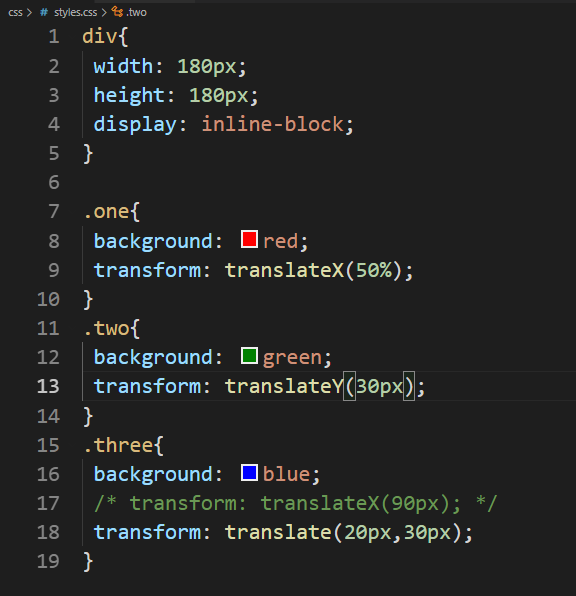 css > # styles.css > .two
1 div{
2 width: 180px;
3 height: 180px;
4 display: inline-block;
5 }
6
7 .one{
8 background: red;
9 transform: translateX(50%);
10 }
11 .two{
12 background: green;
13 transform: translateY(30px);
14 }
15 .three{
16 background: blue;
17 /* transform: translateX(90px); */
18 transform: translate(20px,30px);
19 }